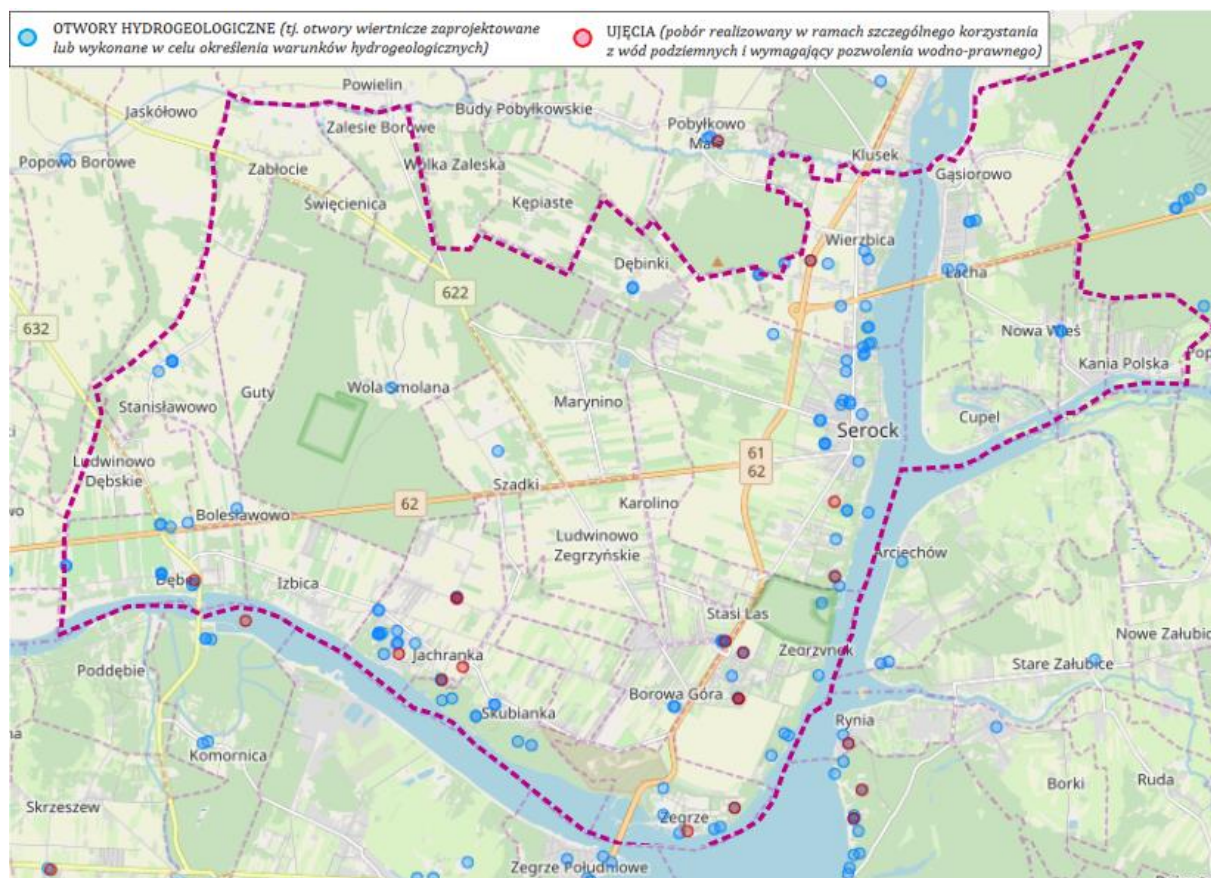 OTWORY HYDROGEOLOGICZNE (tj. otwory wiertnicze zaprojektowane
lub wykonane w celu określenia warunków hydrogeologicznych)
UJĘCIA (pobór realizowany w ramach szczególnego korzystania
z wód podziemnych i wymagający pozwolenia wodno-prawnego)
Powielin
Jaskółowo
Budy Pobyłkowskie
Zalesie Borowe
Pobyłkowo
Małe
Popowo Borowe
Zabłocie
Wólka Zaleska
Klusek
Gąsiorowo
Święcienica
Kępiaste
Wierzbica
Dębinki
Łacha
622
632
Nowa Wieś
Pop
Kania Polska
Guty
Wola Smolana
Stanisławowo
Marynino
Cupel
Serock
61
62
Ludwinowo
Dębskie
Szadki
Karolino
wo
Bolesławowo
62
Ludwinowo
Zegrzyńskie
Arciechów
Dębe
Izbica
Stasi Las
Nowe Załubic
Poddębie
Jachranka
Zegrzynek
Stare Załubice
Borowa Góra
Skubianka
Rynia
na
Komornica
Borki
Ruda
Skrzeszew
Zegrze
Zegrze Południowe